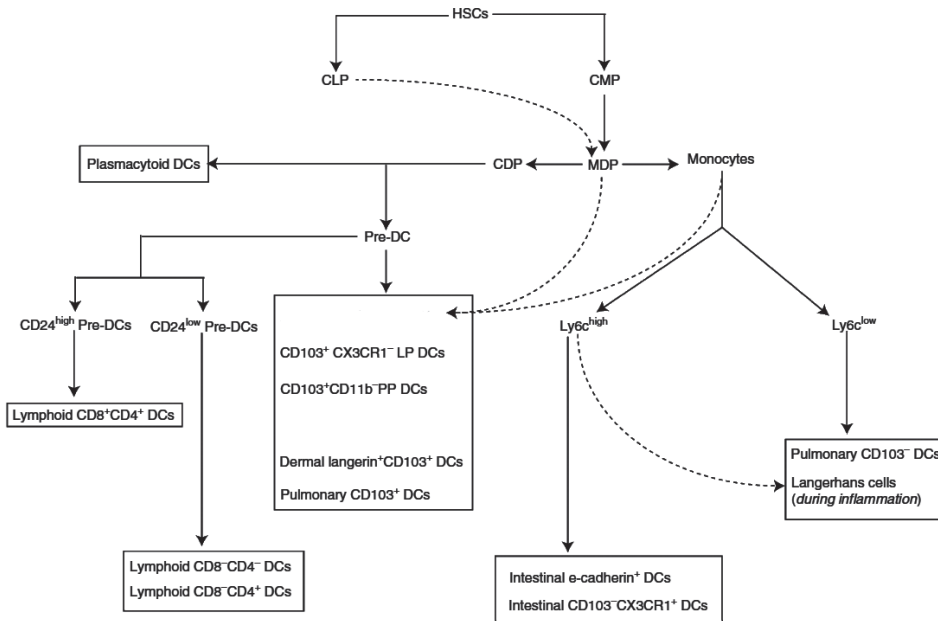 HSCs
CLP
CMP
Plasmacytoid DCs
CDP
MDP
Monocytes
Pre-DC
CD24high Pre-DCs
CD24low Pre-DCs
Ly6chigh
Ly6clow
CD103+ CX3CR1− LP DCs
CD103+CD11b−PP DCs
Lymphoid CD8+CD4+ DCs
Dermal langerin+CD103+ DCs
Pulmonary CD103+ DCs
Pulmonary CD103− DCs
Langerhans cells
(during inflammation)
Lymphoid CD8−CD4− DCs
Lymphoid CD8−CD4+ DCs
Intestinal e-cadherin+ DCs
Intestinal CD103−CX3CR1+ DCs